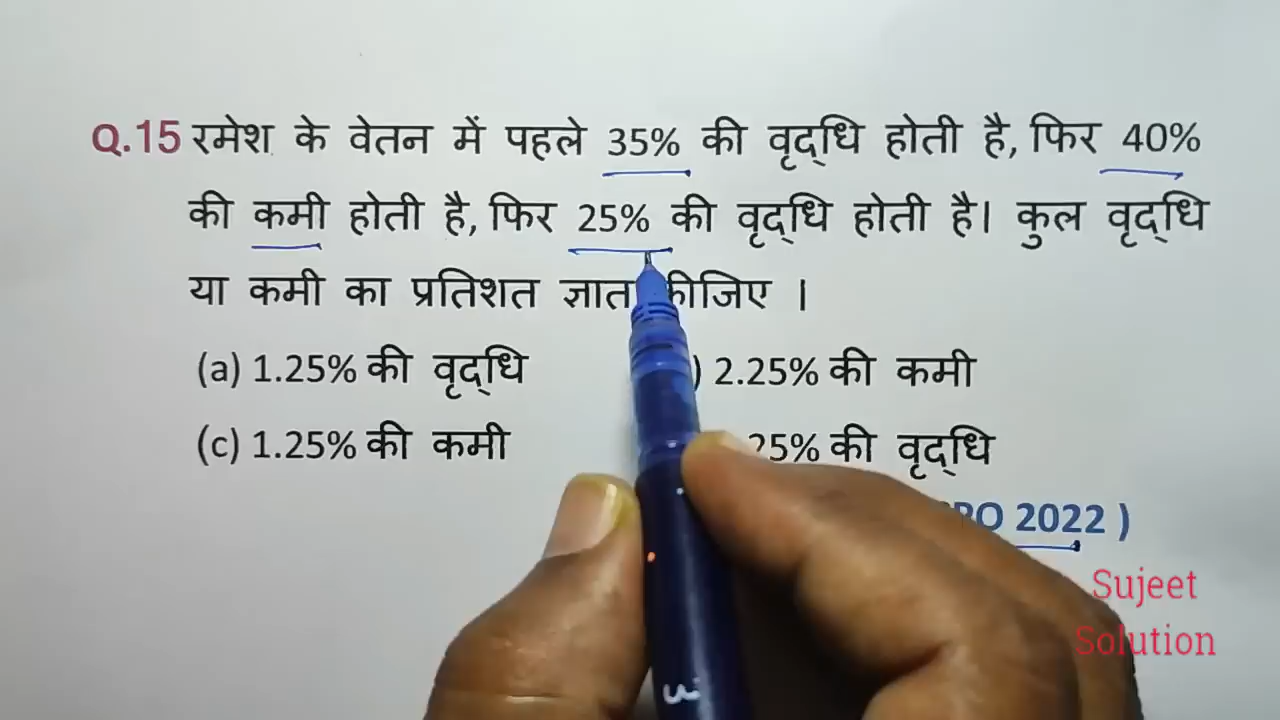 Q.15 रमेश के वेतन में पहले 35% की वृद्धि होती है, फिर 40%
की कमी होती है, फिर 25% की वृद्धि होती है। कुल वृद्धि
या कमी का प्रतिशत ज्ञात कीजिए ।
(a) 1.25% की वृद्धि ) 2.25% की कमी
(c) 1.25% की कमी 25% की वृद्धि
2022 )
Sujeet
Solution